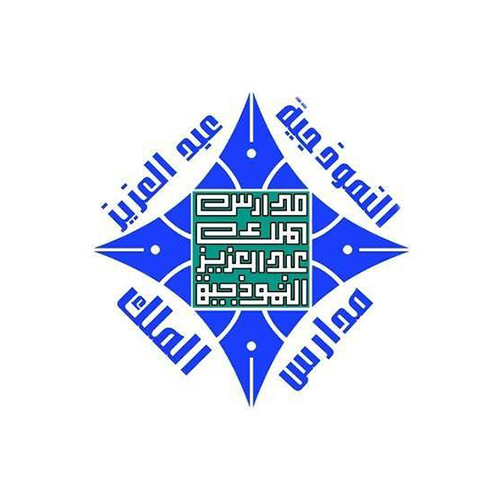 مدارس
الملك
عبد العزيز
النموذجية
مدارس
الملك
عبد العزيز
النموذجية